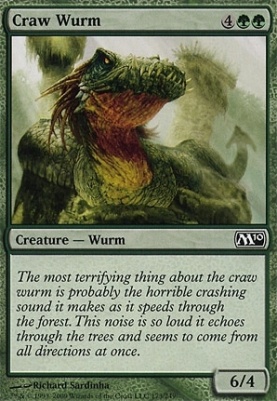 Craw Wurm 4
Creature — Wurm M10
The most terrifying thing about the craw
wurm is probably the horrible crashing
sound it makes as it speeds through
the forest. This noise is so loud it echoes
through the trees and seems to come from
all directions at once.
Richard Sardinha
6/4